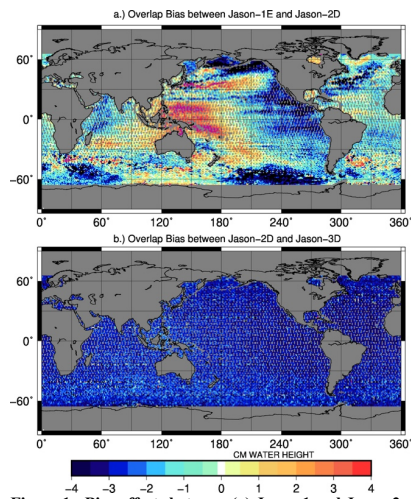 a.) Overlap Bias between Jason−1E and Jason−2D
60˚
0˚
−60˚
0˚ 60˚ 120˚ 180˚ 240˚ 300˚ 360˚
b.) Overlap Bias between Jason−2D and Jason−3D
60˚
0˚
−60˚
0˚ 60˚ 120˚ 180˚ 240˚ 300˚ 360˚
CM WATER HEIGHT
−4 −3 −2 −1 0 1 2 3 4